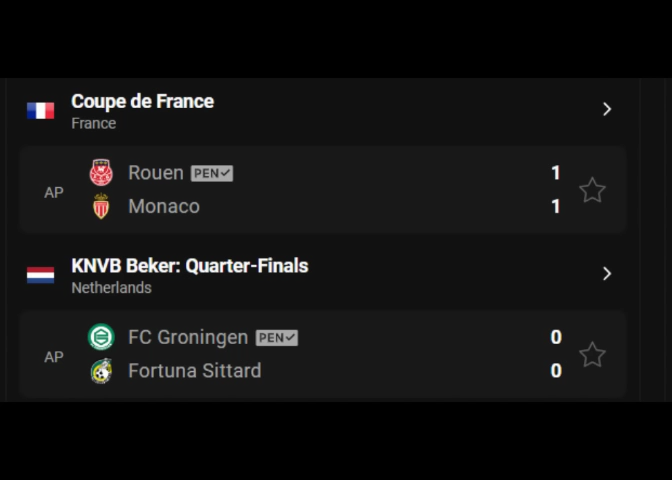 Coupe de France
France
AP
Rouen PEN✓ 1
Monaco 1
KNVB Beker: Quarter-Finals
Netherlands
AP
FC Groningen PEN✓ 0
Fortuna Sittard 0